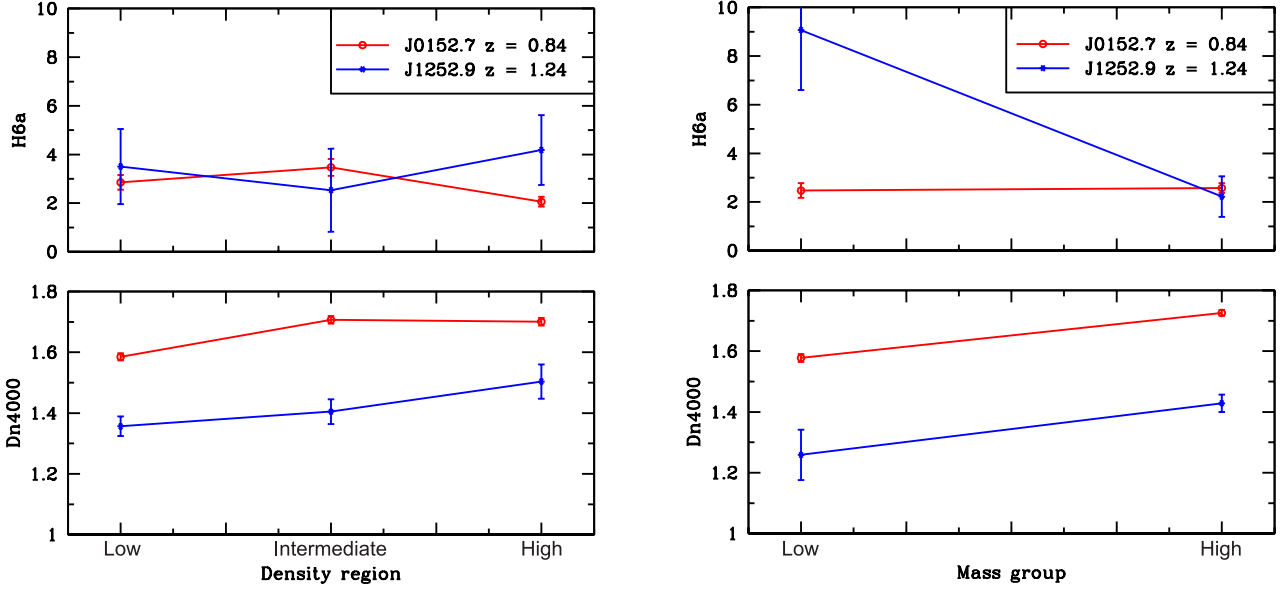 10
8
6
4
2
0
H6a
J0152.7 z = 0.84
J1252.9 z = 1.24
1.8
1.6
1.4
1.2
1
Dn4000
Low Intermediate High
Density region
10
8
6
4
2
0
H6a
J0152.7 z = 0.84
J1252.9 z = 1.24
1.8
1.6
1.4
1.2
1
Dn4000
Low High
Mass group